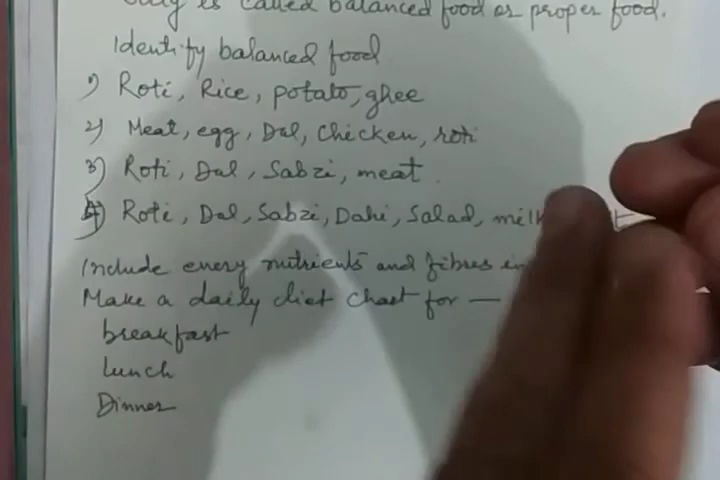 is called balanced food or proper food.
Identify balanced food
1) Roti, Rice, potato, ghee
2) Meat, egg, Dal, Chicken, roti
3) Roti, Dal, Sabzi, meat
4) Roti, Dal, Sabzi, Dahi, Salad, milk
Include every nutrients and fibres in
Make a daily diet chart for —
breakfast
lunch
Dinner